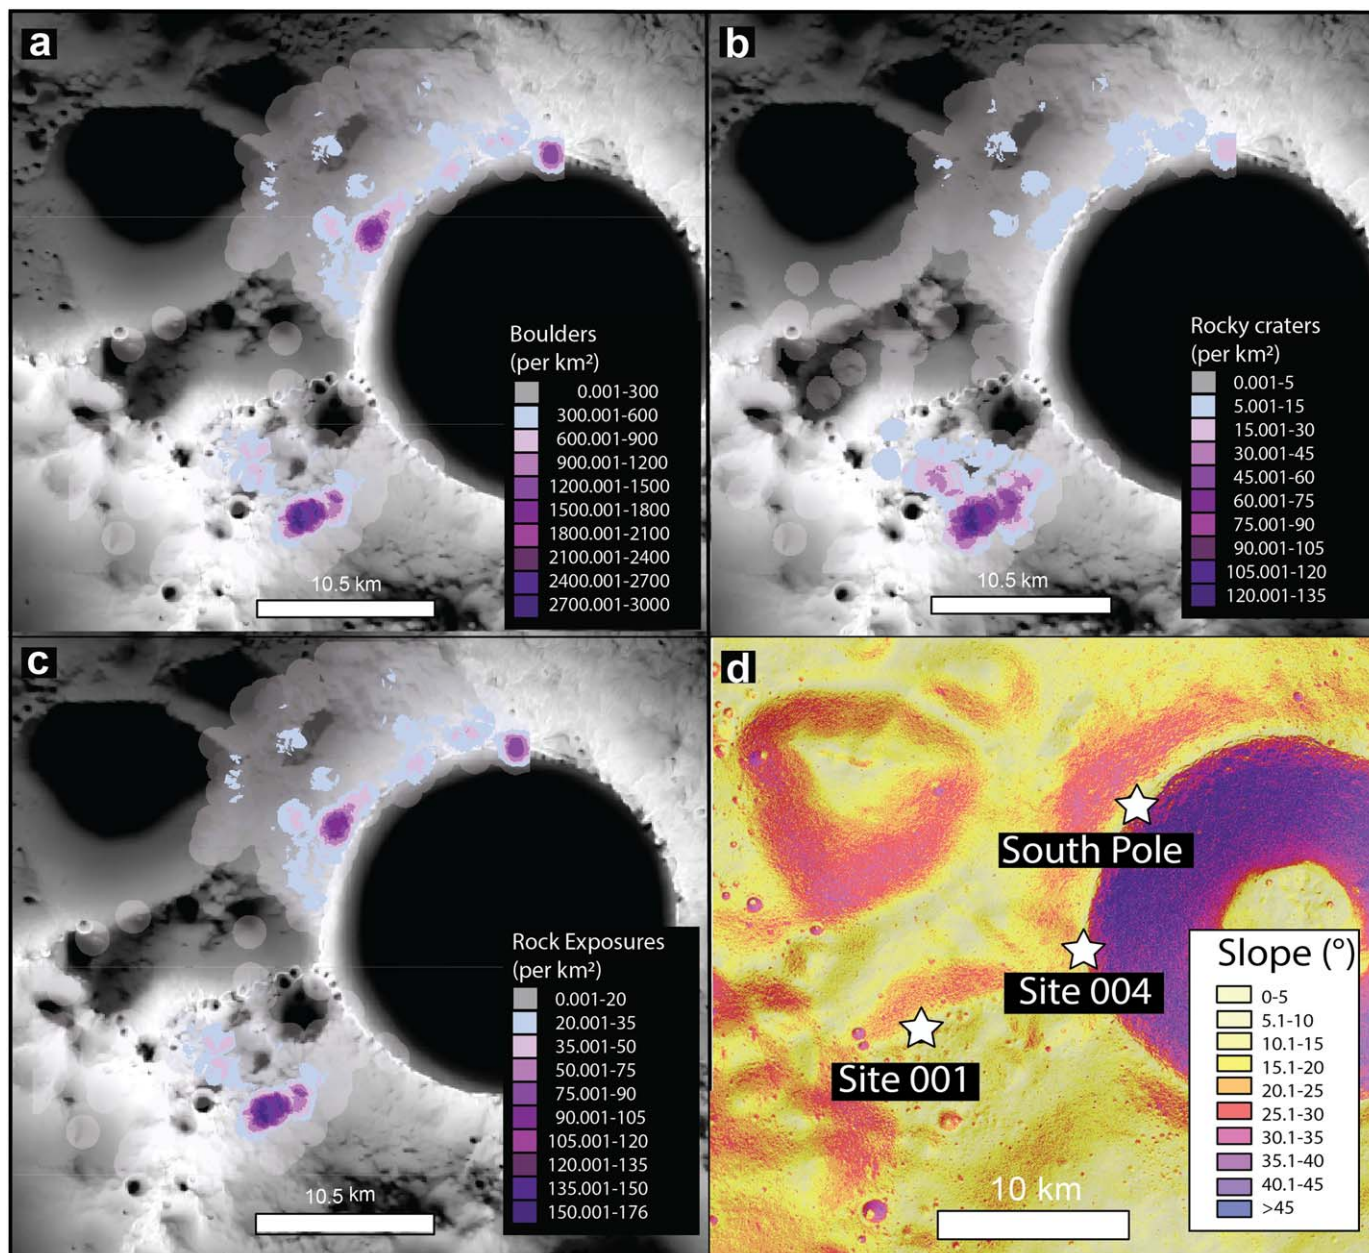 a
Boulders
(per km²)
0.001-300
300.001-600
600.001-900
900.001-1200
1200.001-1500
1500.001-1800
1800.001-2100
2100.001-2400
2400.001-2700
2700.001-3000
10.5 km
b
Rocky craters
(per km²)
0.001-5
5.001-15
15.001-30
30.001-45
45.001-60
60.001-75
75.001-90
90.001-105
105.001-120
120.001-135
10.5 km
c
Rock Exposures
(per km²)
0.001-20
20.001-35
35.001-50
50.001-75
75.001-90
90.001-105
105.001-120
120.001-135
135.001-150
150.001-176
10.5 km
d
South Pole
Site 004
Site 001
Slope (°)
0-5
5.1-10
10.1-15
15.1-20
20.1-25
25.1-30
30.1-35
35.1-40
40.1-45
>45
10 km